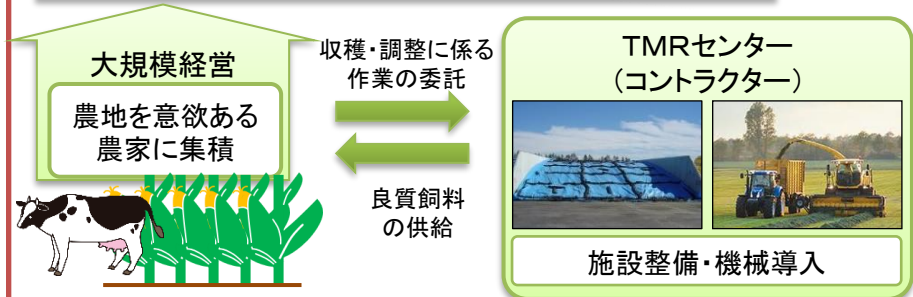 大規模経営
農地を意欲ある
農家に集積
収穫・調整に係る
作業の委託
良質飼料
の供給
TMRセンター
（コントラクター）
施設整備・機械導入